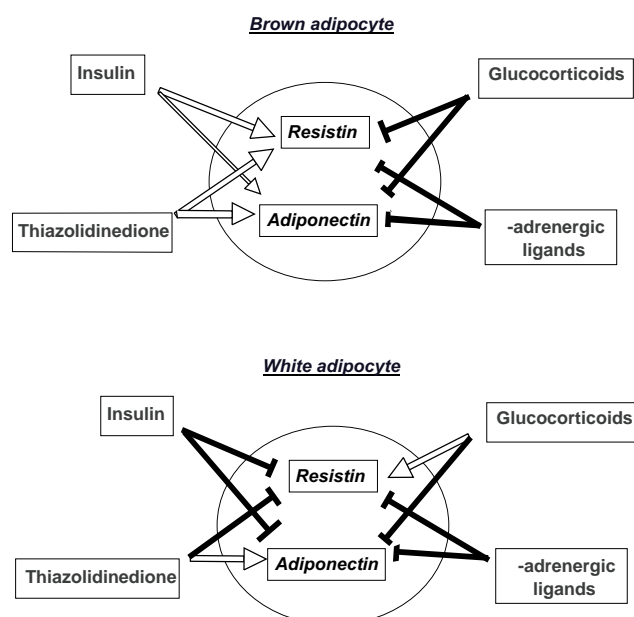 Brown adipocyte
Insulin
Glucocorticoids
Resistin
Thiazolidinedione
Adiponectin
-adrenergic
ligands
White adipocyte
Insulin
Glucocorticoids
Resistin
Thiazolidinedione
Adiponectin
-adrenergic
ligands